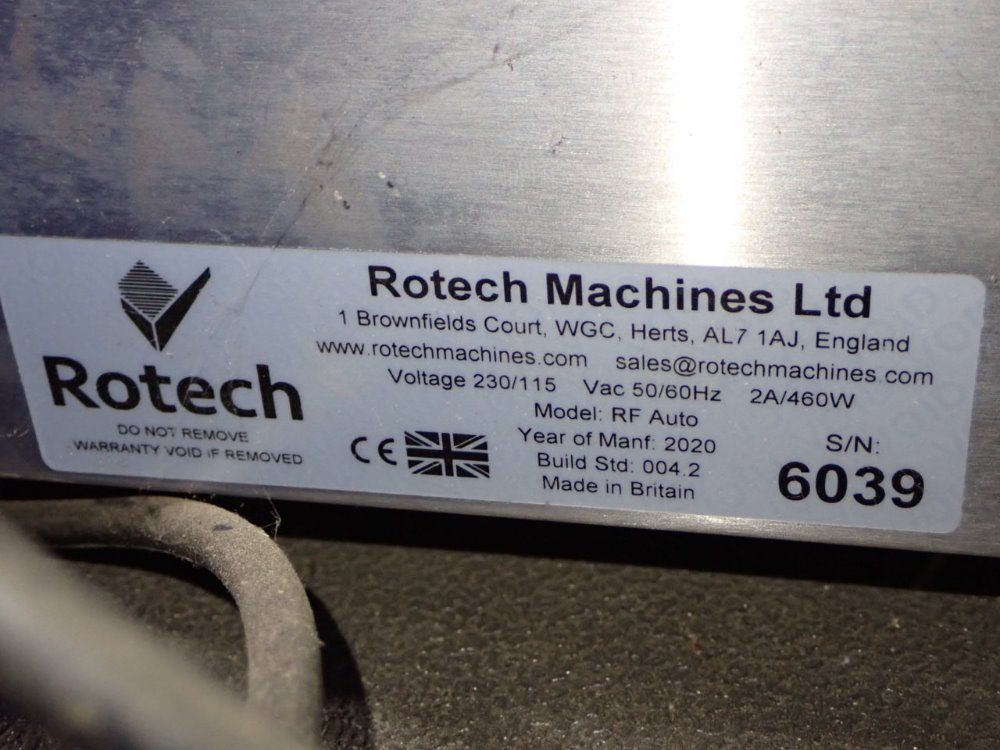 Rotech
DO NOT REMOVE
WARRANTY VOID IF REMOVED
Rotech Machines Ltd
1 Brownfields Court, WGC, Herts, AL7 1AJ, England
www.rotechmachines.com sales@rotechmachines.com
Voltage 230/115 Vac 50/60Hz 2A/460W
Model: RF Auto
Year of Manf: 2020
Build Std: 004.2
Made in Britain
CE
S/N:
6039